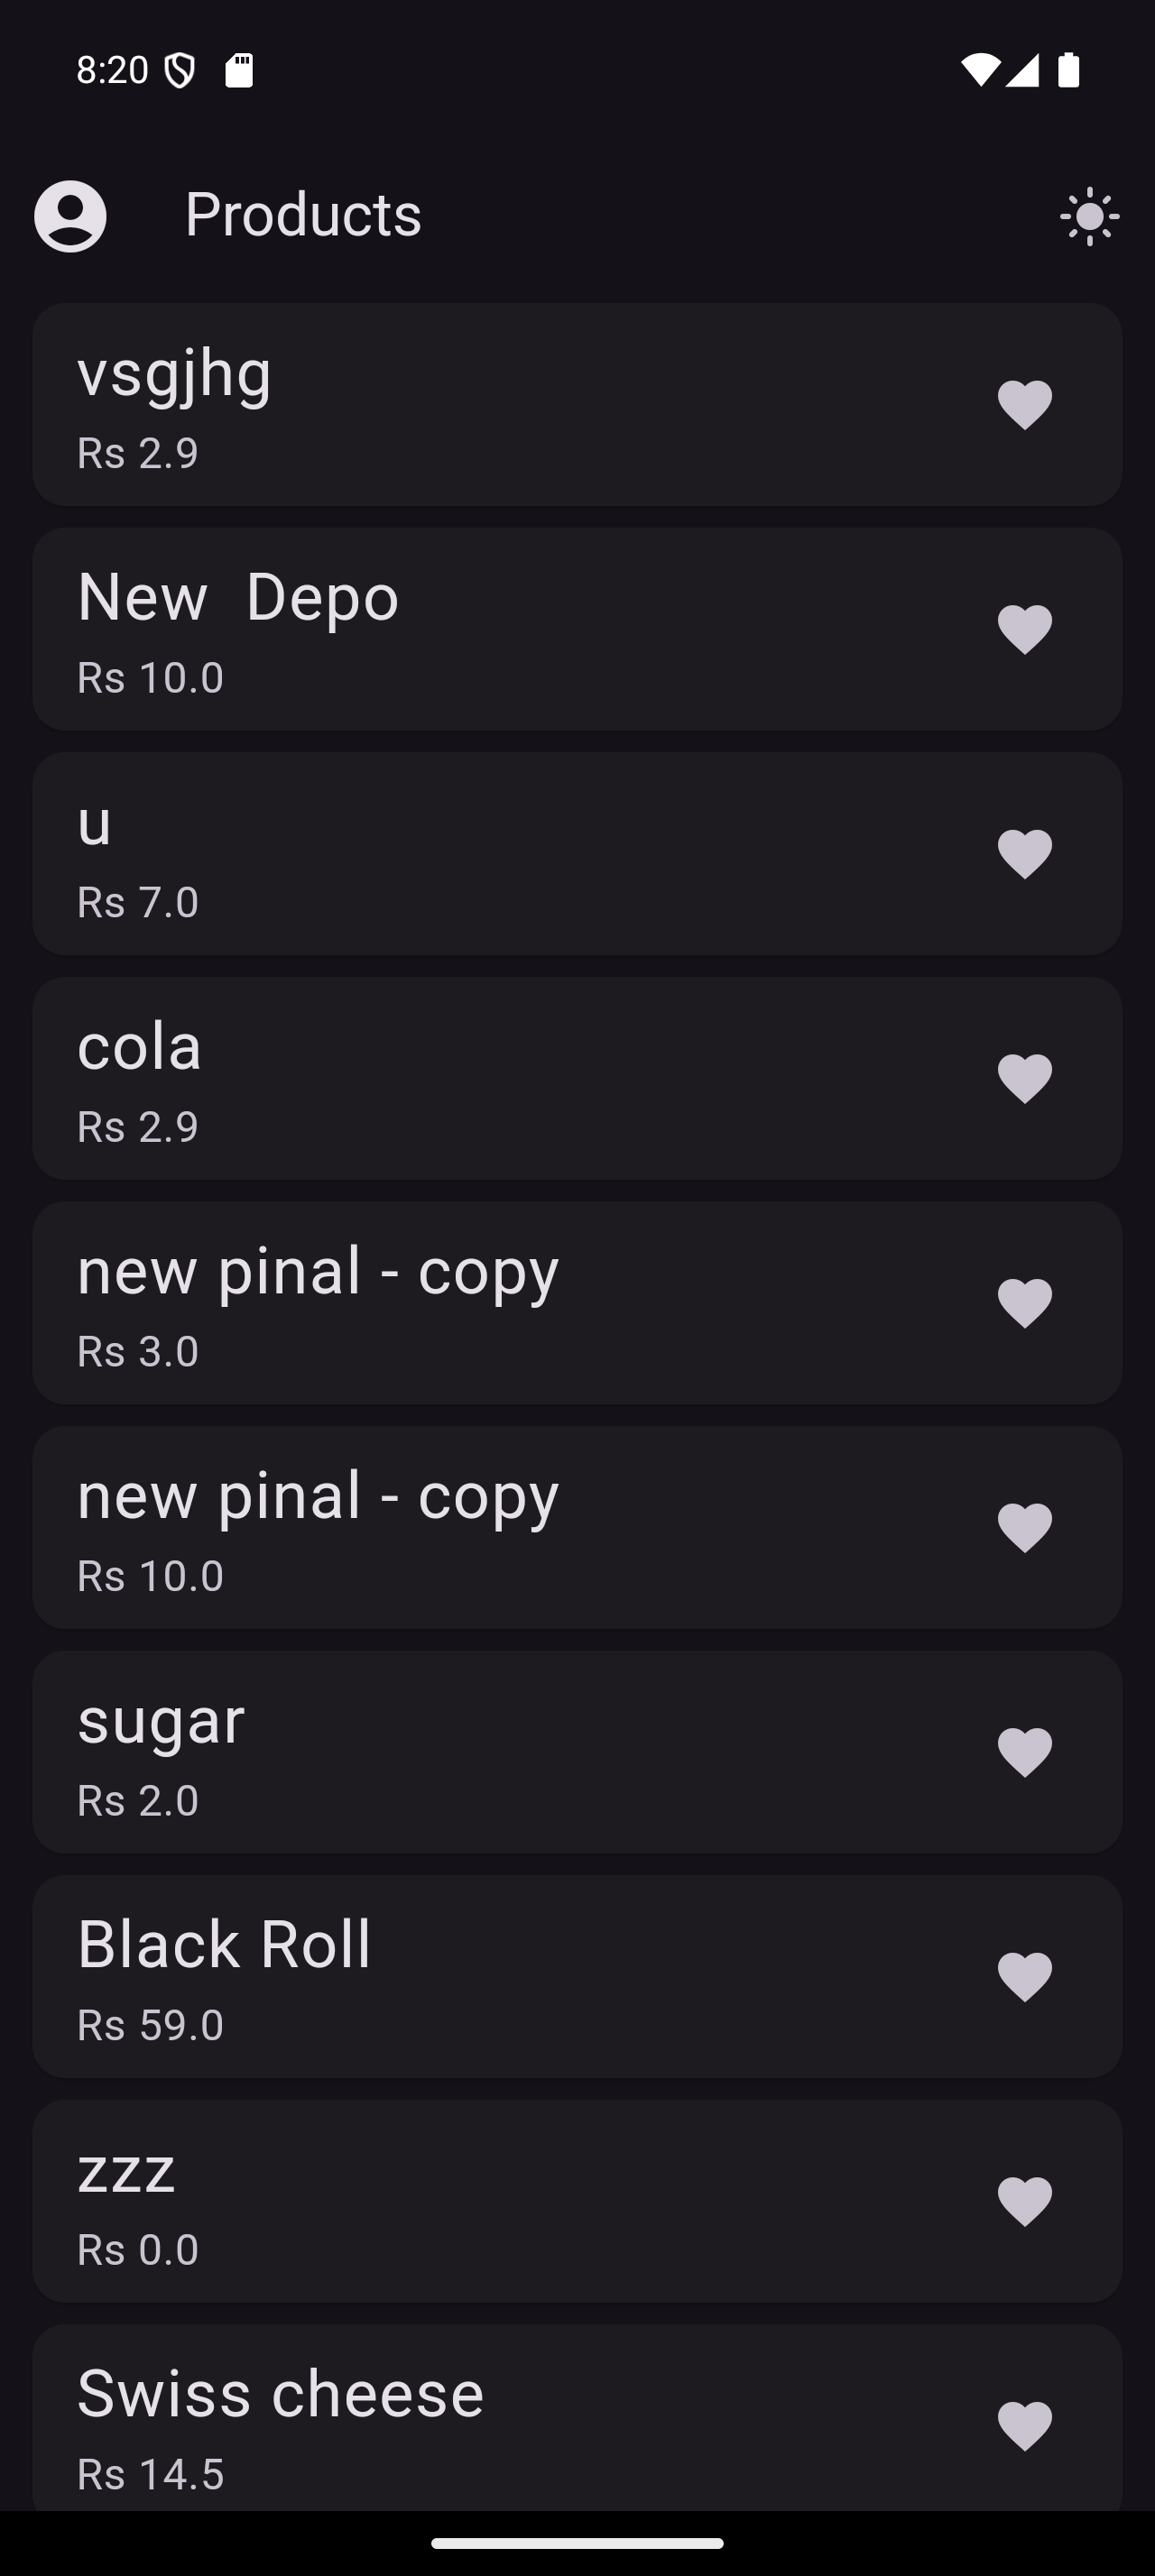 8:20
Products
vsgjhg
Rs 2.9
New  Depo
Rs 10.0
u
Rs 7.0
cola
Rs 2.9
new pinal - copy
Rs 3.0
new pinal - copy
Rs 10.0
sugar
Rs 2.0
Black Roll
Rs 59.0
zzz
Rs 0.0
Swiss cheese
Rs 14.5